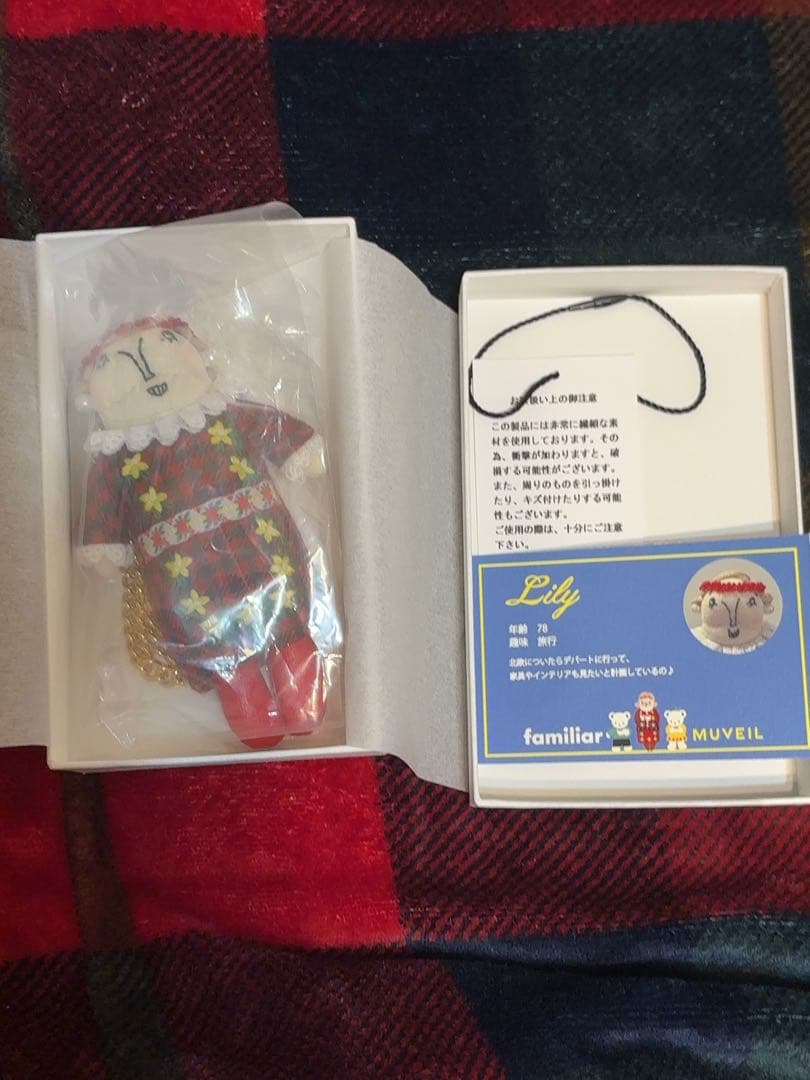 お取扱い上の御注意
この製品には非常に繊細な素
材を使用しております。その
為、衝撃が加わりますと、破
損する可能性がございます。
また、周りのものを引っ掛け
たり、キズ付けたりする可能
性もございます。
ご使用の際は、十分にご注意
下さい。
Lily
年齢 78
趣味 旅行
北欧についたらデパートに行って、
家具やインテリアも見たいと計画しているの♪
familiar MUVEIL